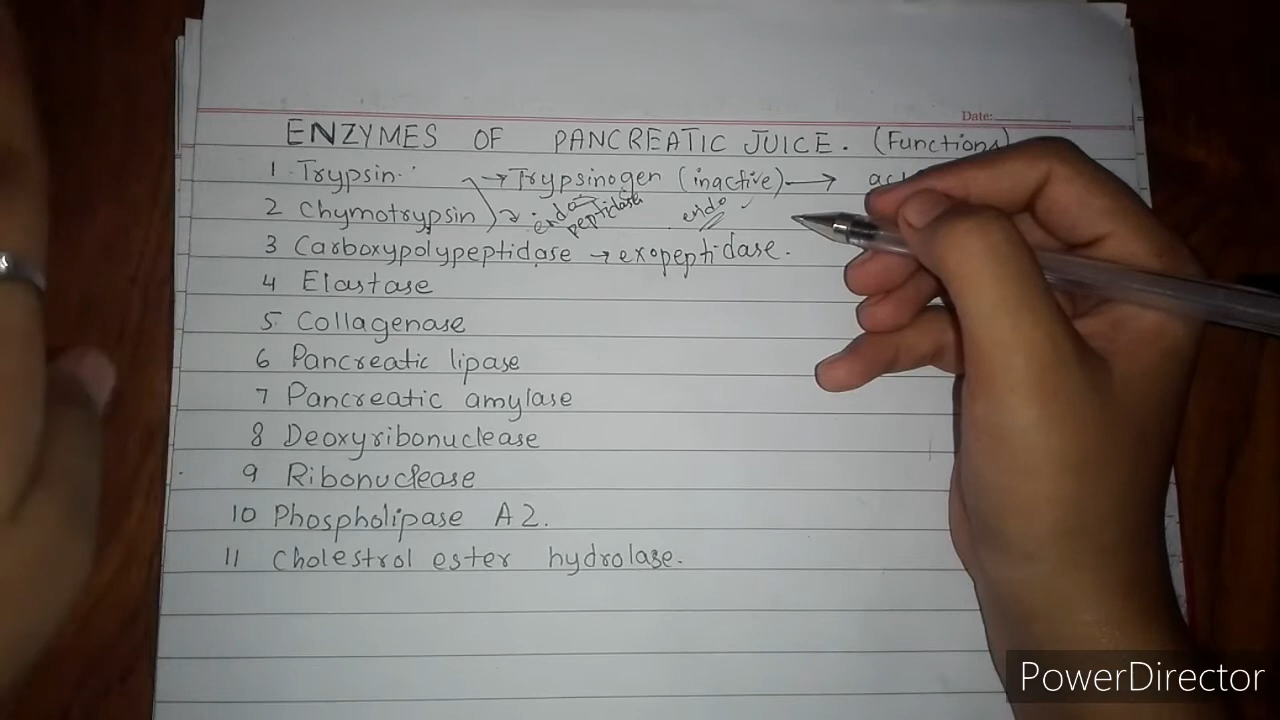 Date:
ENZYMES OF PANCREATIC JUICE. (Functions)
1 Trypsin. → Trypsinogen (inactive) →
2 Chymotrypsin endo peptidase endo
3 Carboxypolypeptidase → exopeptidase.
4 Elastase
5 Collagenase
6 Pancreatic lipase
7 Pancreatic amylase
8 Deoxyribonuclease
9 Ribonuclease
10 Phospholipase A2.
11 Cholestrol ester hydrolase.
PowerDirector